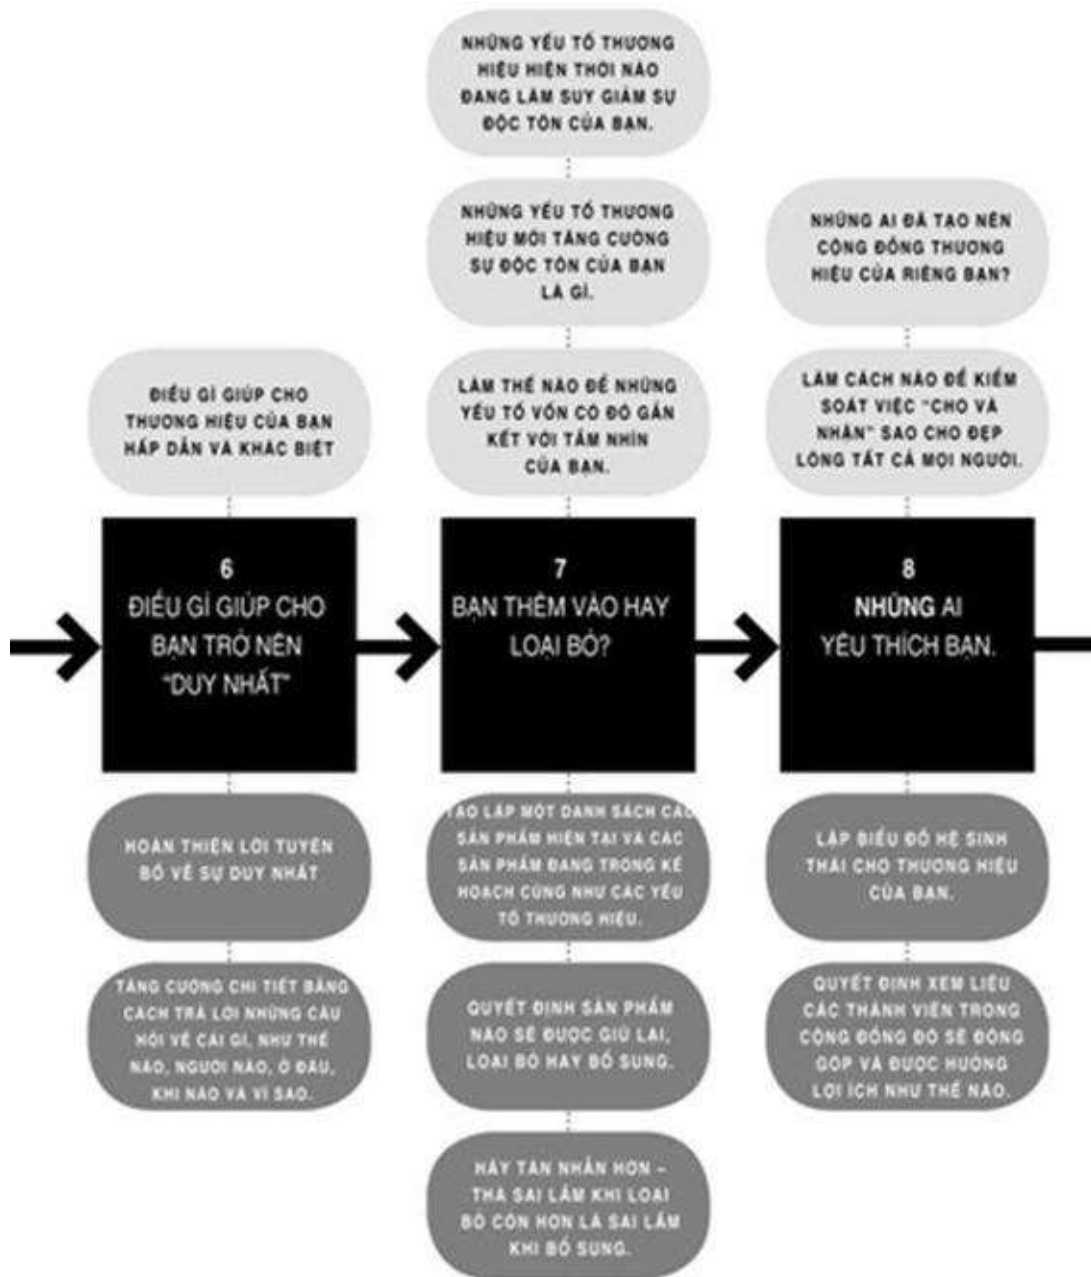 NHỮNG YẾU TỐ THƯƠNG
HIỆU HIỆN THỜI NÀO
ĐANG LÀM SUY GIẢM SỰ
ĐỘC TÔN CỦA BẠN.
NHỮNG YẾU TỐ THƯƠNG
HIỆU MỚI TĂNG CƯỜNG
SỰ ĐỘC TÔN CỦA BẠN
LÀ GÌ.
NHỮNG AI ĐÃ TẠO NÊN
CỘNG ĐỒNG THƯƠNG
HIỆU CỦA RIÊNG BẠN?
ĐIỀU GÌ GIÚP CHO
THƯƠNG HIỆU CỦA BẠN
HẤP DẪN VÀ KHÁC BIỆT
LÀM THẾ NÀO ĐỂ NHỮNG
YẾU TỐ VỐN CÓ ĐÓ GẮN
KẾT VỚI TẦM NHÌN
CỦA BẠN.
LÀM CÁCH NÀO ĐỂ KIỂM
SOÁT VIỆC "CHO VÀ
NHẬN" SAO CHO ĐẸP
LÒNG TẤT CẢ MỌI NGƯỜI.
6
ĐIỀU GÌ GIÚP CHO
BẠN TRỞ NÊN
"DUY NHẤT"
7
BẠN THÊM VÀO HAY
LOẠI BỎ?
8
NHỮNG AI
YÊU THÍCH BẠN.
HOÀN THIỆN LỜI TUYÊN
BỐ VỀ SỰ DUY NHẤT
TẠO LẬP MỘT DANH SÁCH CÁC
SẢN PHẨM HIỆN TẠI VÀ CÁC
SẢN PHẨM ĐANG TRONG KẾ
HOẠCH CŨNG NHƯ CÁC YẾU
TỐ THƯƠNG HIỆU.
LẬP BIỂU ĐỒ HỆ SINH
THÁI CHO THƯƠNG HIỆU
CỦA BẠN.
TĂNG CƯỜNG CHI TIẾT BẰNG
CÁCH TRẢ LỜI NHỮNG CÂU
HỎI VỀ CÁI GÌ, NHƯ THẾ
NÀO, NGƯỜI NÀO, Ở ĐÂU,
KHI NÀO VÀ VÌ SAO.
QUYẾT ĐỊNH SẢN PHẨM
NÀO SẼ ĐƯỢC GIỮ LẠI,
LOẠI BỎ HAY BỔ SUNG.
QUYẾT ĐỊNH XEM LIỆU
CÁC THÀNH VIÊN TRONG
CỘNG ĐỒNG ĐÓ SẼ ĐÓNG
GÓP VÀ ĐƯỢC HƯỞNG
LỢI ÍCH NHƯ THẾ NÀO.
HÃY TÀN NHẪN HƠN –
THÀ SAI LẦM KHI LOẠI
BỎ CÒN HƠN LÀ SAI LẦM
KHI BỔ SUNG.